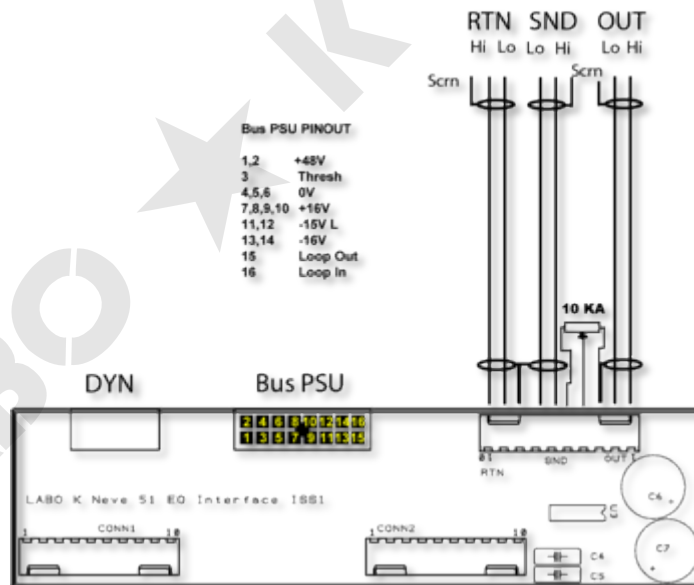 RTN SND OUT
Hi Lo Lo Hi Lo Hi
Scrn Scrn
Bus PSU PINOUT
1,2 +48V
3 Thresh
4,5,6 0V
7,8,9,10 +16V
11,12 -15V L
13,14 -16V
15 Loop Out
16 Loop In
10 KA
DYN Bus PSU
2 4 6 8 10 12 14 16
1 3 5 7 9 11 13 15
01 SND OUT 1
RTN
LABO K Neve 51 EQ Interface ISS1
1 CONN1 10
1 CONN2 10
U1
C6 +
C4
C7
C5
LABO K